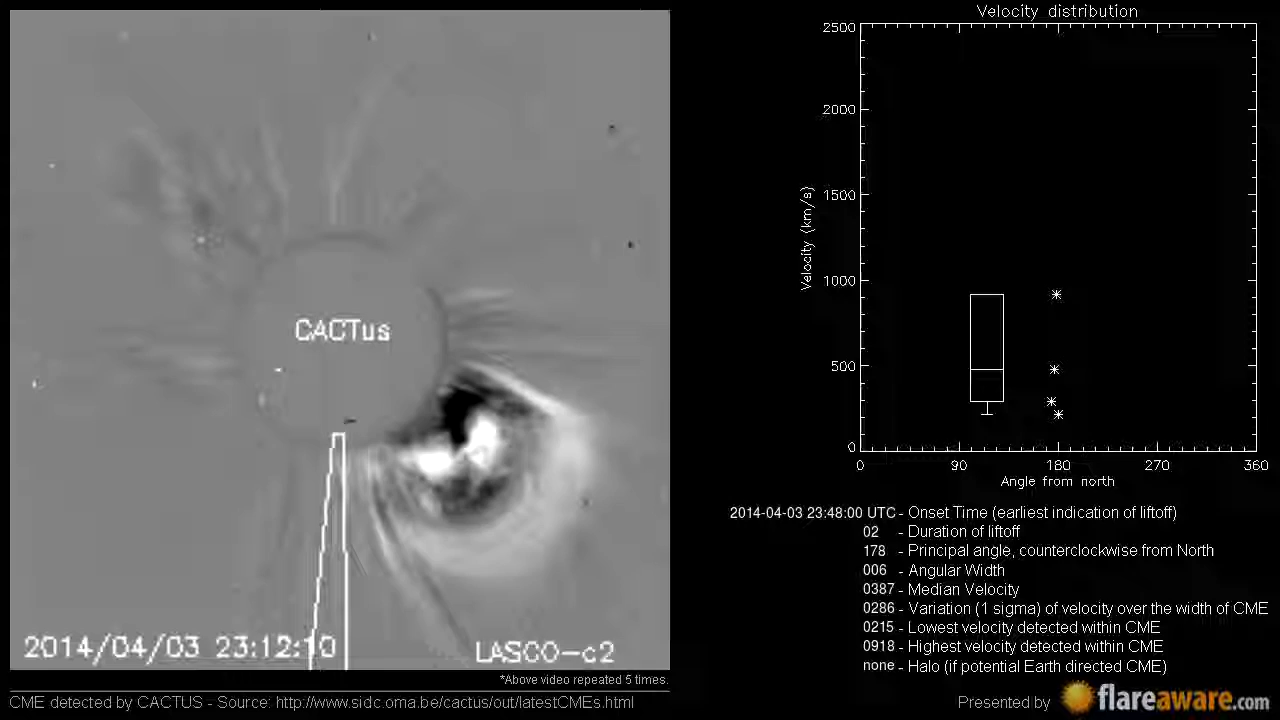 CACTus
2014/04/03 23:12:10
LASCO-c2
*Above video repeated 5 times.
CME detected by CACTUS - Source: http://www.sidc.oma.be/cactus/out/latestCMEs.html
Velocity distribution
Velocity (km/s)
2500
2000
1500
1000
500
0
0 90 180 270 360
Angle from north
2014-04-03 23:48:00 UTC - Onset Time (earliest indication of liftoff)
02 - Duration of liftoff
178 - Principal angle, counterclockwise from North
006 - Angular Width
0387 - Median Velocity
0286 - Variation (1 sigma) of velocity over the width of CME
0215 - Lowest velocity detected within CME
0918 - Highest velocity detected within CME
none - Halo (if potential Earth directed CME)
Presented by flareaware.com